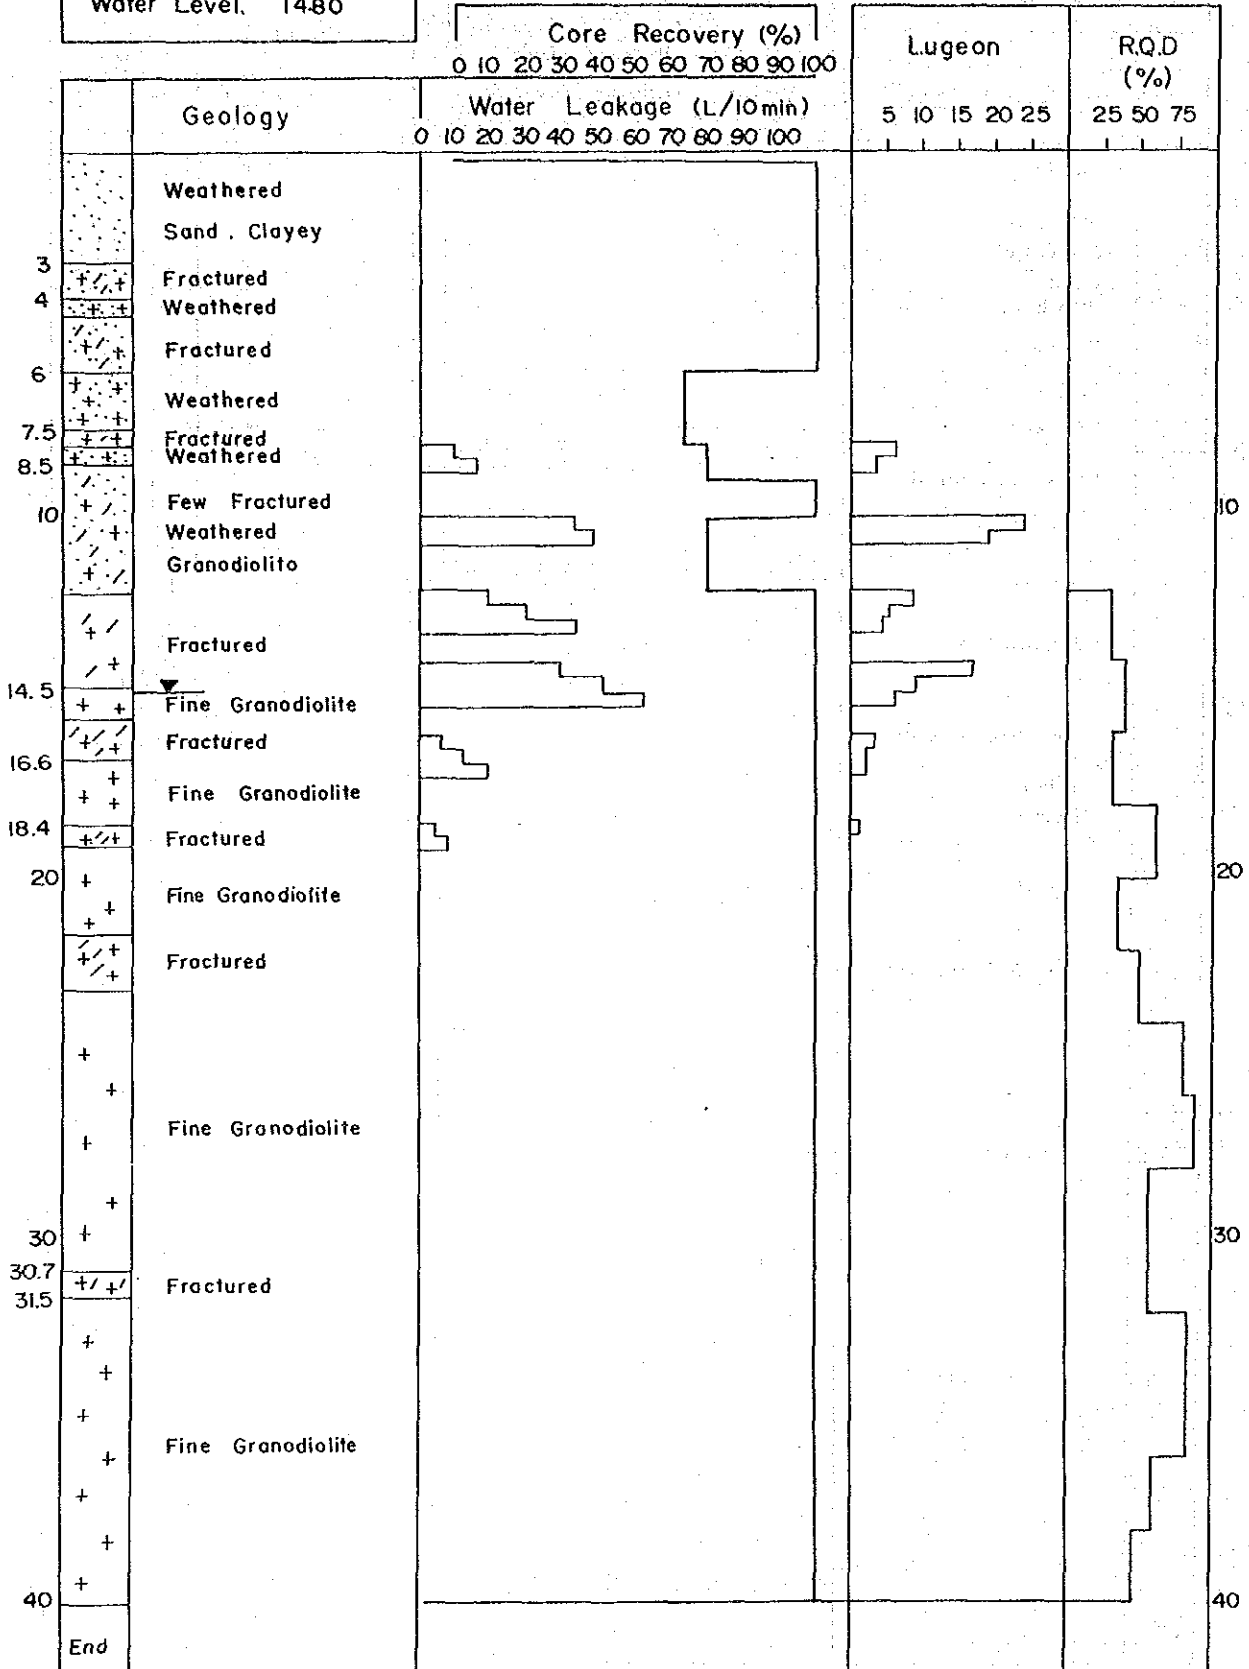 Water Level. 14.80
Core Recovery (%)
0 10 20 30 40 50 60 70 80 90 100
Lugeon
R.Q.D
(%)
Geology
Water Leakage (L/10min)
0 10 20 30 40 50 60 70 80 90 100
5 10 15 20 25
25 50 75
Weathered
Sand . Clayey
3
Fractured
4
Weathered
Fractured
6
Weathered
7.5
Fractured
Weathered
8.5
Few Fractured
10
10
Weathered
Granodiolito
Fractured
14.5
Fine Granodiolite
Fractured
16.6
Fine Granodiolite
18.4
Fractured
20
20
Fine Granodiolite
Fractured
Fine Granodiolite
30
30
30.7
Fractured
31.5
Fine Granodiolite
40
40
End